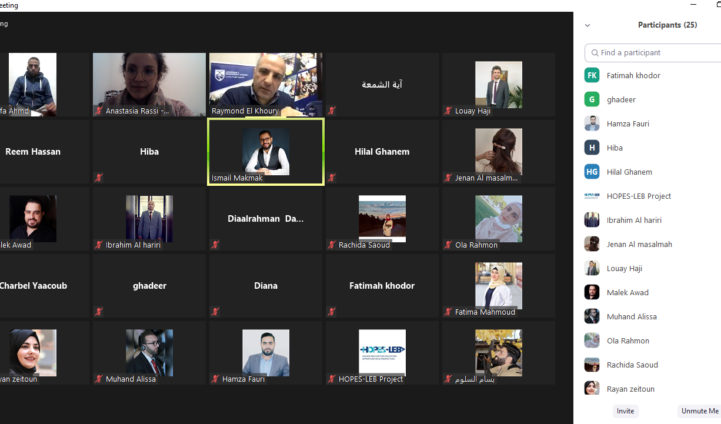 eeting
ng
fa Ahmd
Anastasia Rassi -...
Raymond El Khoury
آية الشمعة
Louay Haji
Reem Hassan
Hiba
Ismail Makmak
Hilal Ghanem
Jenan Al masalm...
lek Awad
Ibrahim Al hariri
Diaalrahman Da...
Rachida Saoud
Ola Rahmon
Charbel Yaacoub
ghadeer
Diana
Fatimah khodor
Fatima Mahmoud
yan zeitoun
Muhand Alissa
Hamza Fauri
HOPES-LEB
HOPES-LEB Project
بسام السلوم
Participants (25)
Find a participant
FK Fatimah khodor
G ghadeer
Hamza Fauri
H Hiba
HG Hilal Ghanem
HOPES-LEB Project
Ibrahim Al hariri
Jenan Al masalmah
Louay Haji
Malek Awad
Muhand Alissa
Ola Rahmon
Rachida Saoud
Rayan zeitoun
Invite
Unmute Me